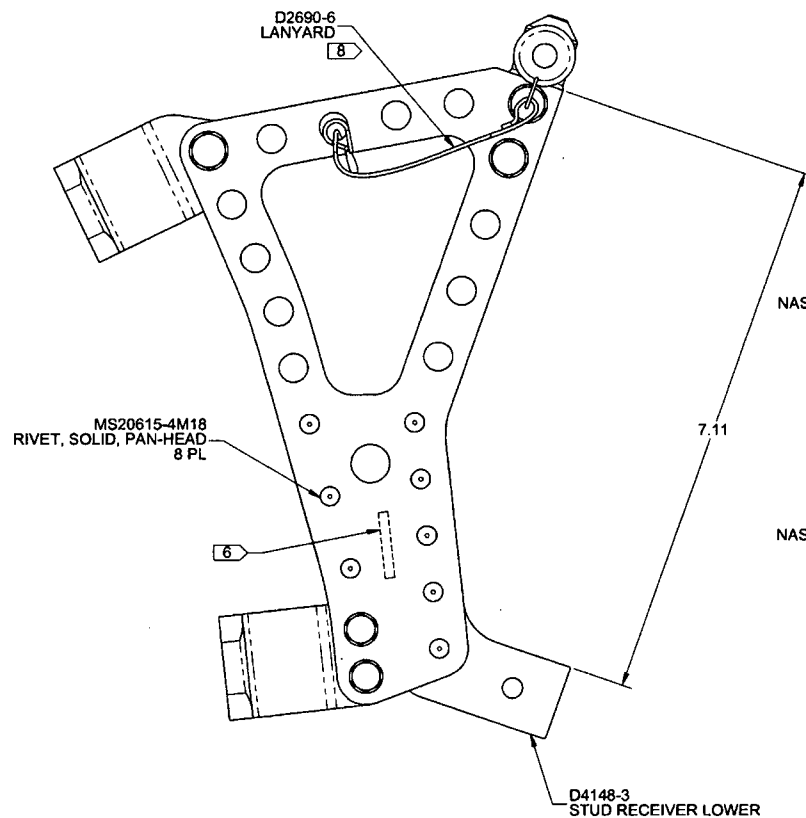 D2690-6
LANYARD
8
NAS
7.11
MS20615-4M18
RIVET, SOLID, PAN-HEAD
8 PL
NAS
6
D4148-3
STUD RECEIVER LOWER